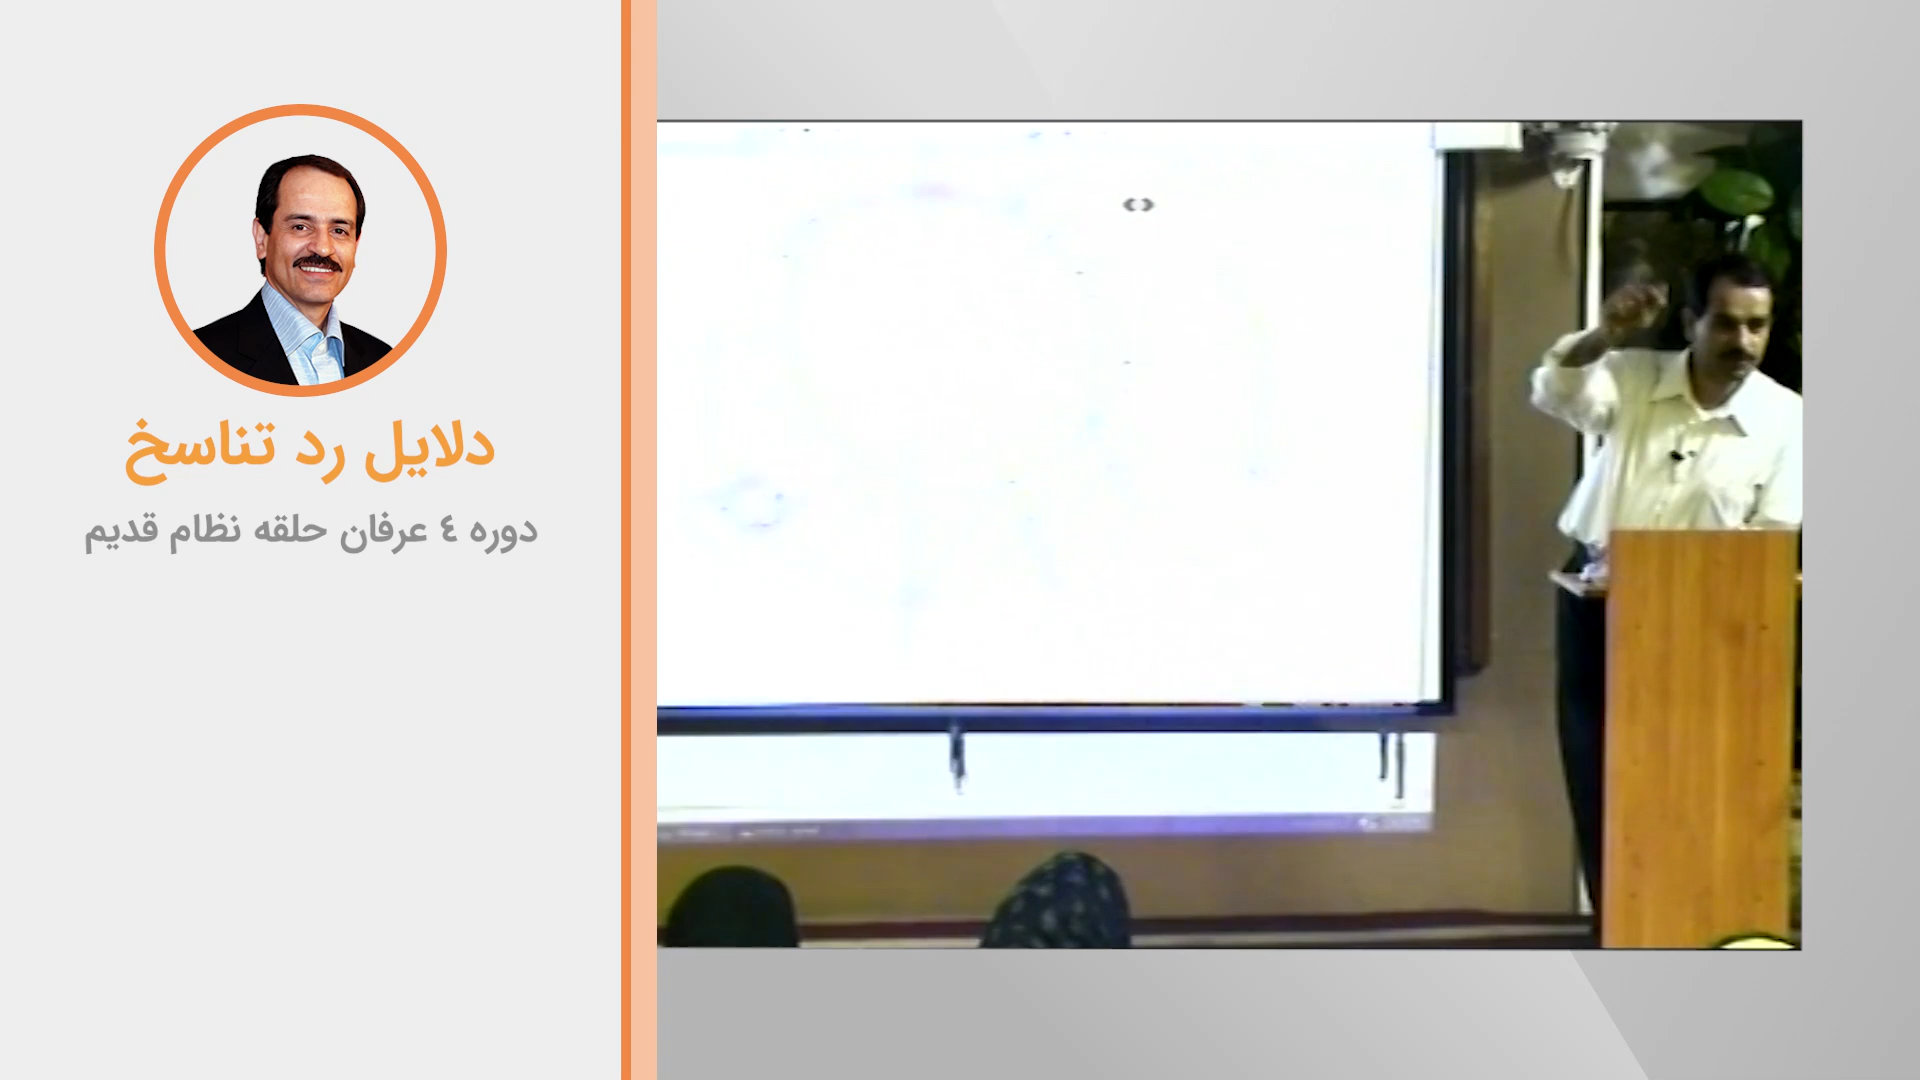 دلایل رد تناسخ
دوره ٤ عرفان حلقه نظام قدیم